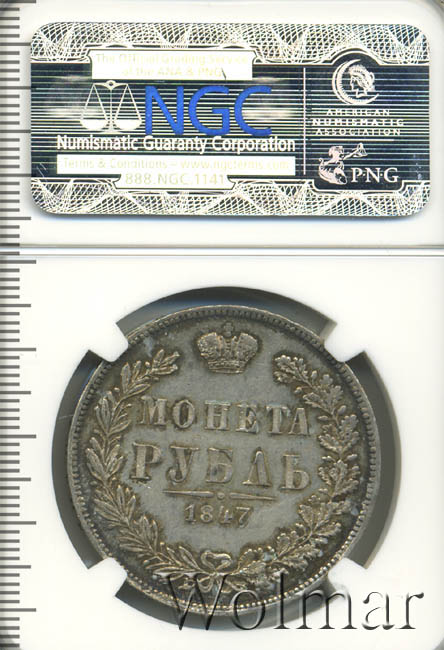 The Official Grading Service
of the ANA & PNG
NGC
Numismatic Guaranty Corporation
Terms & Conditions – www.ngcterms.com
888.NGC.1141
AMERICAN
NUMISMATIC
ASSOCIATION
PNG
МОНЕТА
РУБЛЬ
1847
Wolmar